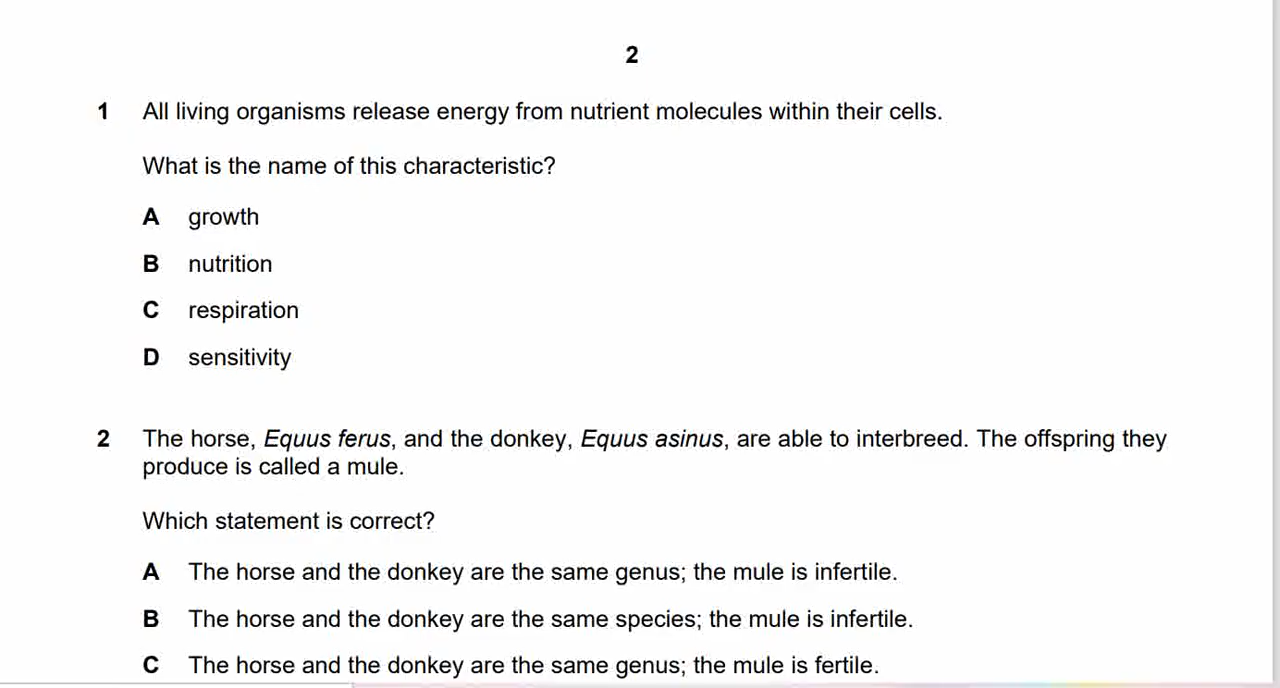 2
1 All living organisms release energy from nutrient molecules within their cells.
What is the name of this characteristic?
A growth
B nutrition
C respiration
D sensitivity
2 The horse, Equus ferus, and the donkey, Equus asinus, are able to interbreed. The offspring they
produce is called a mule.
Which statement is correct?
A The horse and the donkey are the same genus; the mule is infertile.
B The horse and the donkey are the same species; the mule is infertile.
C The horse and the donkey are the same genus; the mule is fertile.